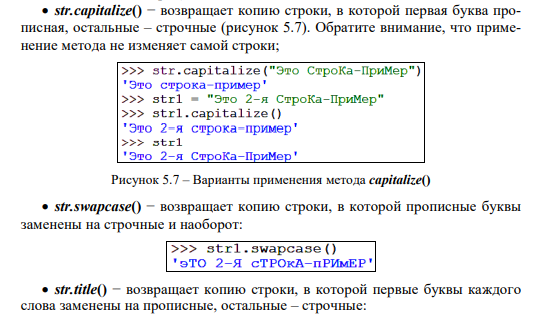 • str.capitalize() − возвращает копию строки, в которой первая буква про-
писная, остальные – строчные (рисунок 5.7). Обратите внимание, что приме-
нение метода не изменяет самой строки;
>>> str.capitalize("Это СтроКа-ПриМер")
'Это строка-пример'
>>> str1 = "Это 2-я СтроКа-ПриМер"
>>> str1.capitalize()
'Это 2-я строка-пример'
>>> str1
'Это 2-я СтроКа-ПриМер'
Рисунок 5.7 – Варианты применения метода capitalize()
• str.swapcase() − возвращает копию строки, в которой прописные буквы
заменены на строчные и наоборот:
>>> str1.swapcase()
'эТО 2-Я сТРОкА-пРИмЕР'
• str.title() − возвращает копию строки, в которой первые буквы каждого
слова заменены на прописные, остальные – строчные: